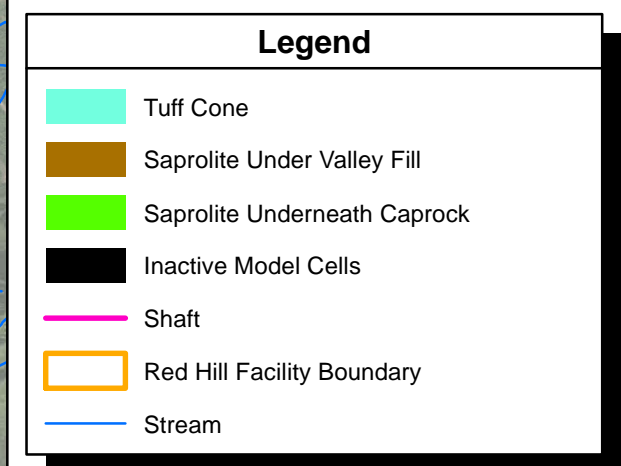 Legend
Tuff Cone
Saprolite Under Valley Fill
Saprolite Underneath Caprock
Inactive Model Cells
Shaft
Red Hill Facility Boundary
Stream